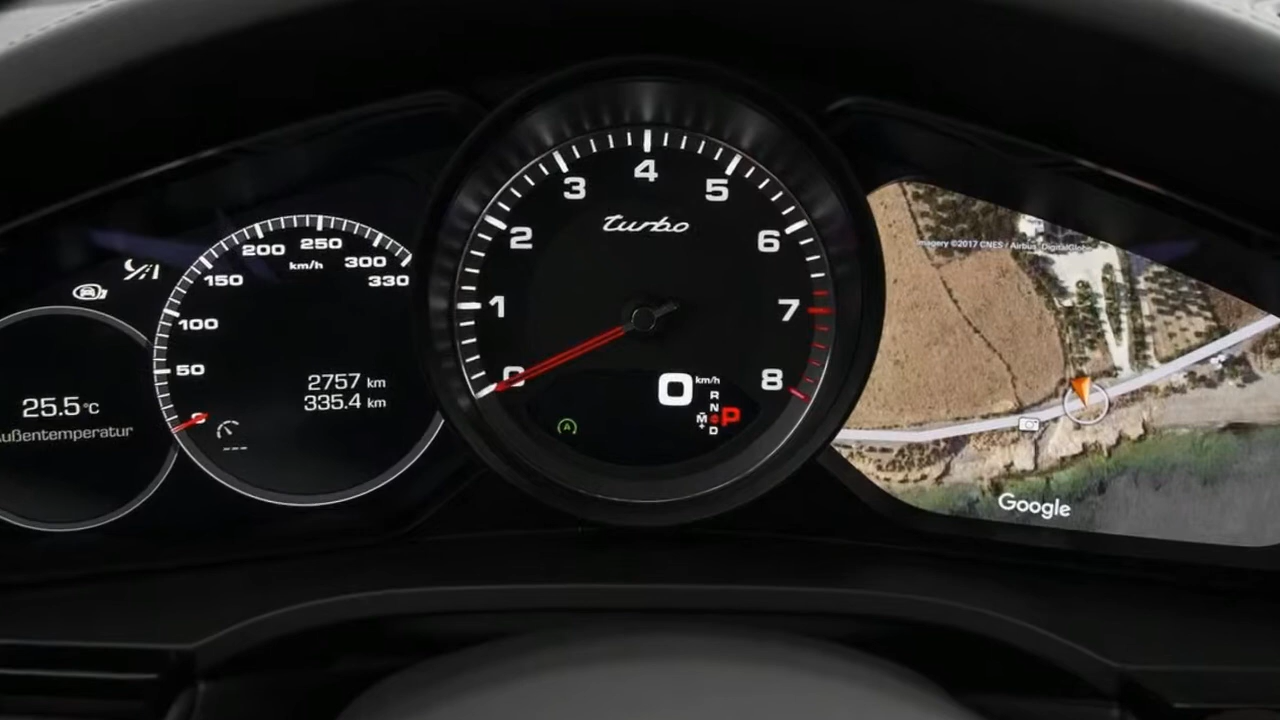 25.5 °C
ußentemperatur
0
50
100
150
200
250
300
330
km/h
2757 km
335.4 km
0
1
2
3
4
5
6
7
8
turbo
0 km/h
R
N
D
M
+
P
A
Imagery ©2017 CNES / Airbus, DigitalGlobe
Google